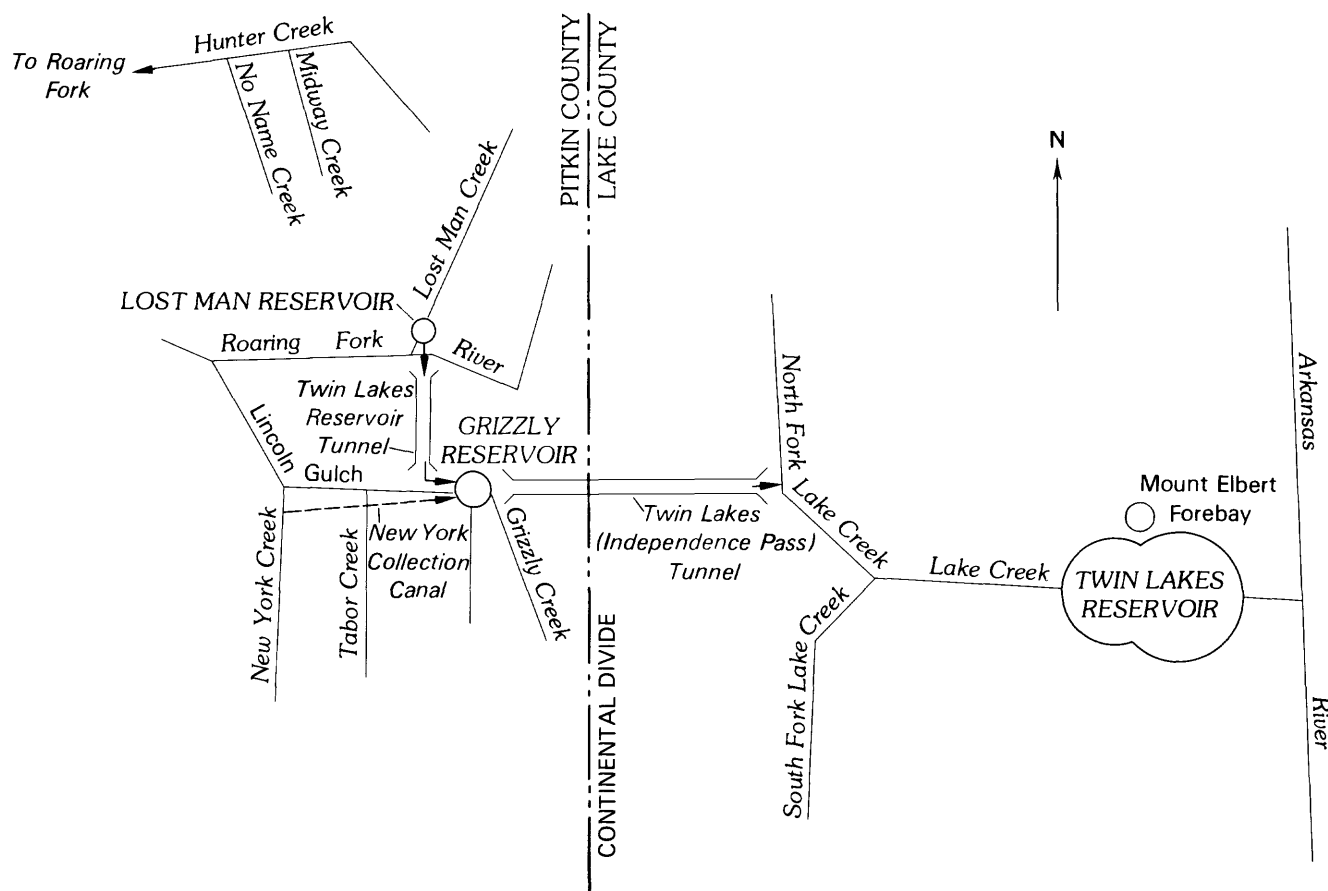 Hunter Creek
To Roaring
Fork
No Name Creek
Midway Creek
PITKIN COUNTY
LAKE COUNTY
N
Lost Man Creek
LOST MAN RESERVOIR
Roaring Fork River
Twin Lakes
Reservoir
Tunnel
GRIZZLY
RESERVOIR
Lincoln
Gulch
New York Creek
Tabor Creek
New York
Collection
Canal
Grizzly Creek
Twin Lakes
(Independence Pass)
Tunnel
North Fork Lake Creek
South Fork Lake Creek
Lake Creek
Mount Elbert
Forebay
TWIN LAKES
RESERVOIR
Arkansas River
CONTINENTAL DIVIDE